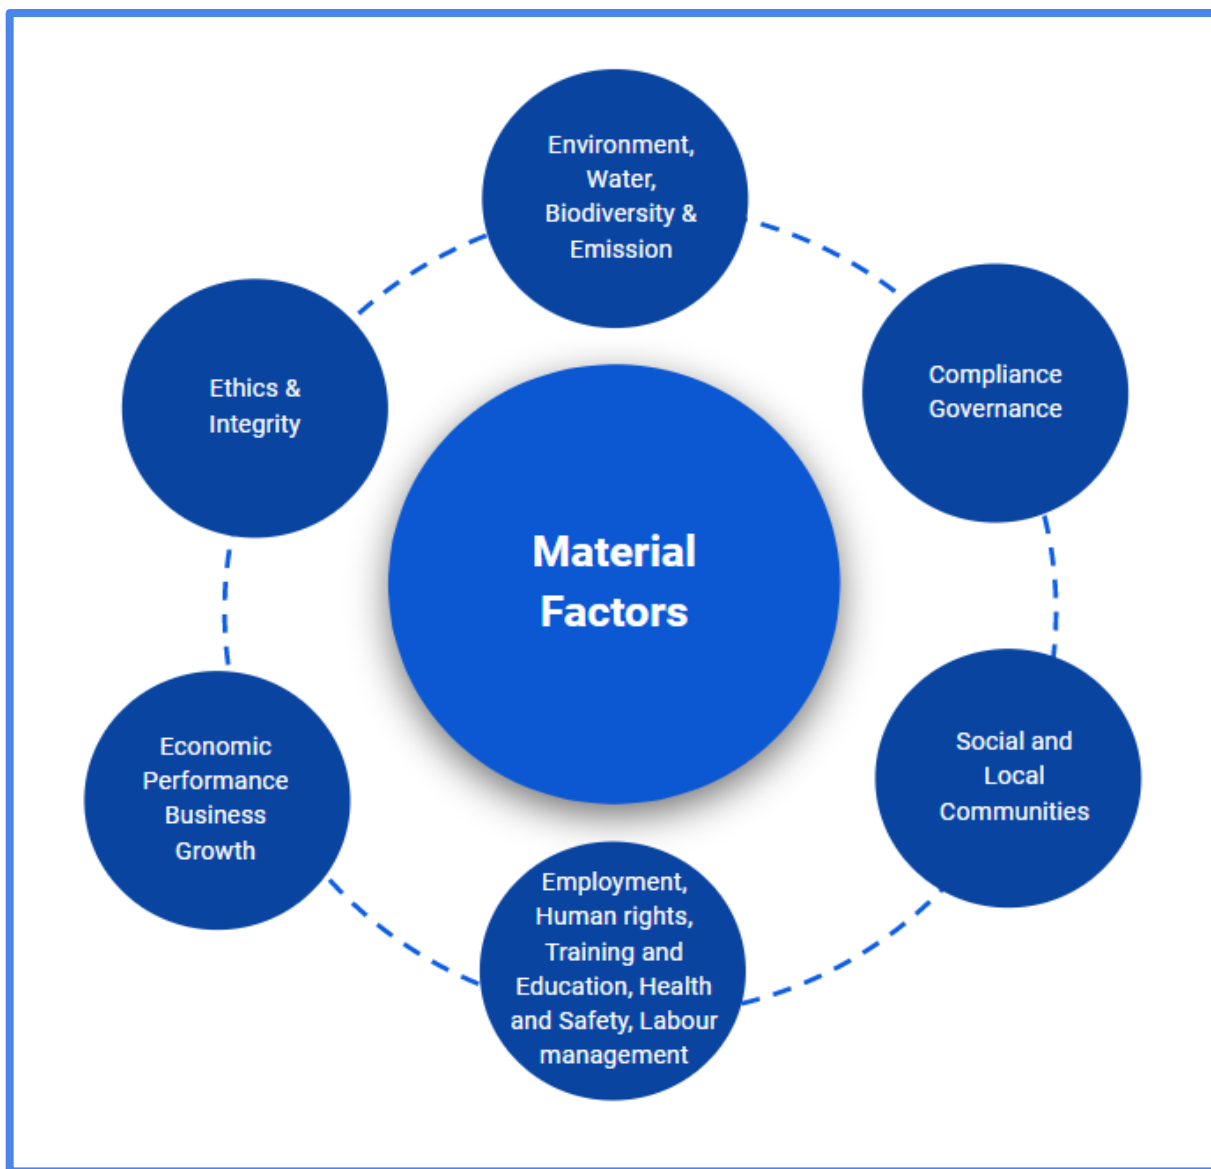 Environment,
Water,
Biodiversity &
Emission
Compliance
Governance
Ethics &
Integrity
Material
Factors
Social and
Local
Communities
Economic
Performance
Business
Growth
Employment,
Human rights,
Training and
Education, Health
and Safety, Labour
management